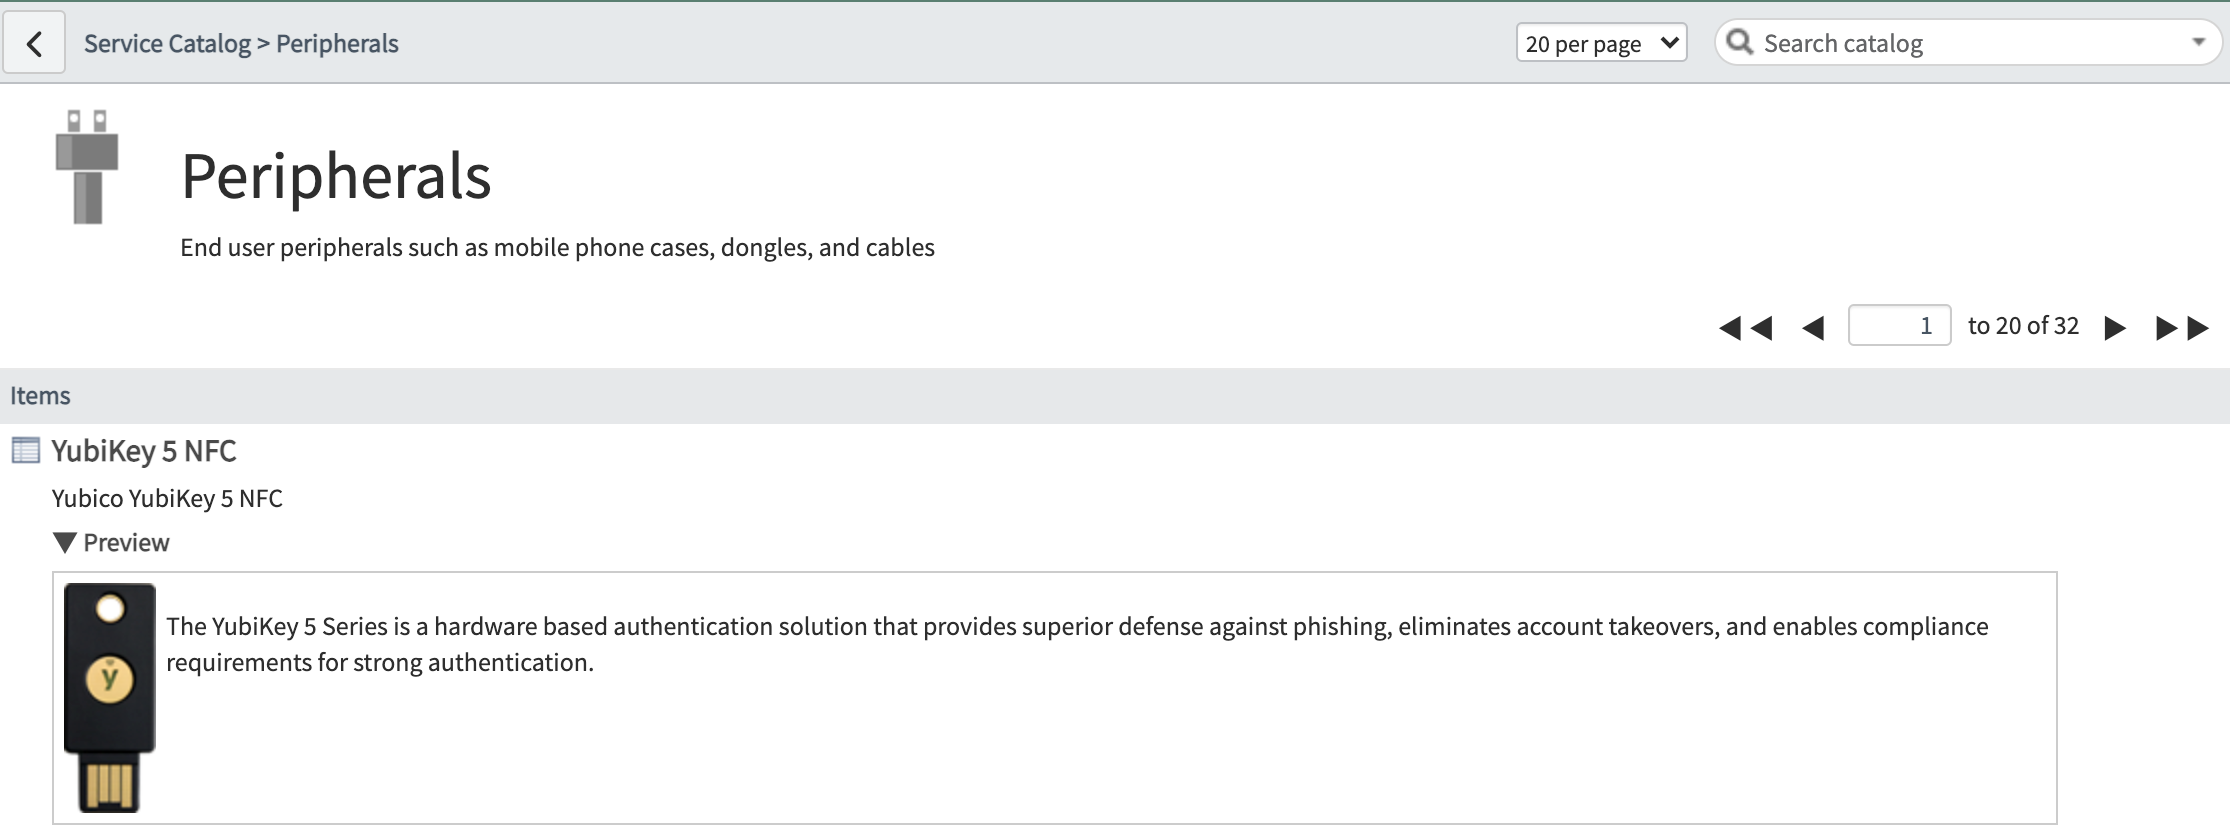 Service Catalog > Peripherals
20 per page
Search catalog
Peripherals
End user peripherals such as mobile phone cases, dongles, and cables
1 to 20 of 32
Items
YubiKey 5 NFC
Yubico YubiKey 5 NFC
Preview
The YubiKey 5 Series is a hardware based authentication solution that provides superior defense against phishing, eliminates account takeovers, and enables compliance
requirements for strong authentication.
y